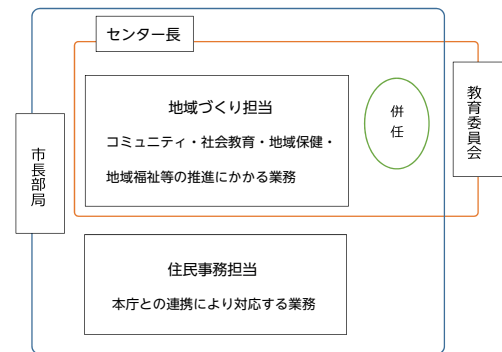 センター長
地域づくり担当
コミュニティ・社会教育・地域保健・
地域福祉等の推進にかかる業務
併任
教育委員会
市長部局
住民事務担当
本庁との連携により対応する業務